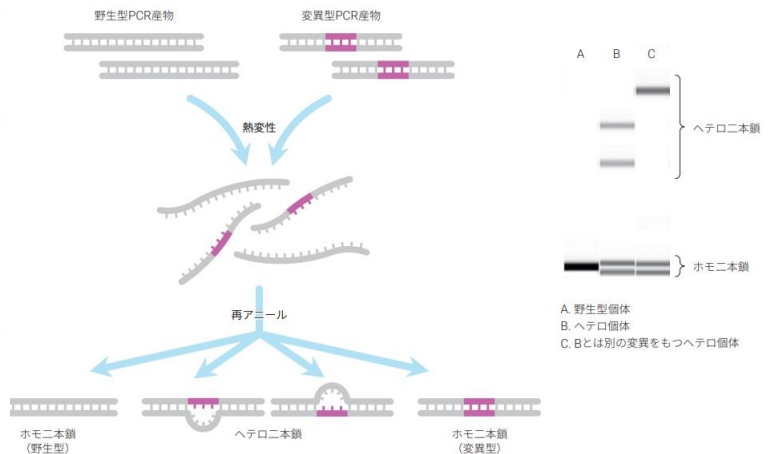 野生型PCR産物
変異型PCR産物
熱変性
再アニール
ホモ二本鎖
(野生型)
ヘテロ二本鎖
ホモ二本鎖
(変異型)
A B C
ヘテロ二本鎖
ホモ二本鎖
A. 野生型個体
B. ヘテロ個体
C. Bとは別の変異をもつヘテロ個体